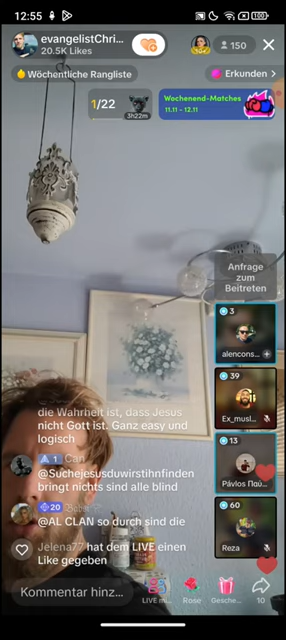 12:55
100
evangelistChri...
20.5K Likes
150
Wöchentliche Rangliste
Erkunden >
1/22
3h22m
Wochenend-Matches
11.11 - 12.11
Anfrage
zum
Beitreten
3
alencons...
39
Ex_musl...
13
Pávlos Παύ...
60
Reza
die Wahrheit ist, dass Jesus
nicht Gott ist. Ganz easy und
logisch
1 Can
@Suchejesusduwirstihnfinden
bringt nichts sind alle blind
20
@AL CLAN so durch sind die
Jelena77 hat dem LIVE einen
Like gegeben
Kommentar hinz...
LIVE mi...
Rose
Gesche...
10